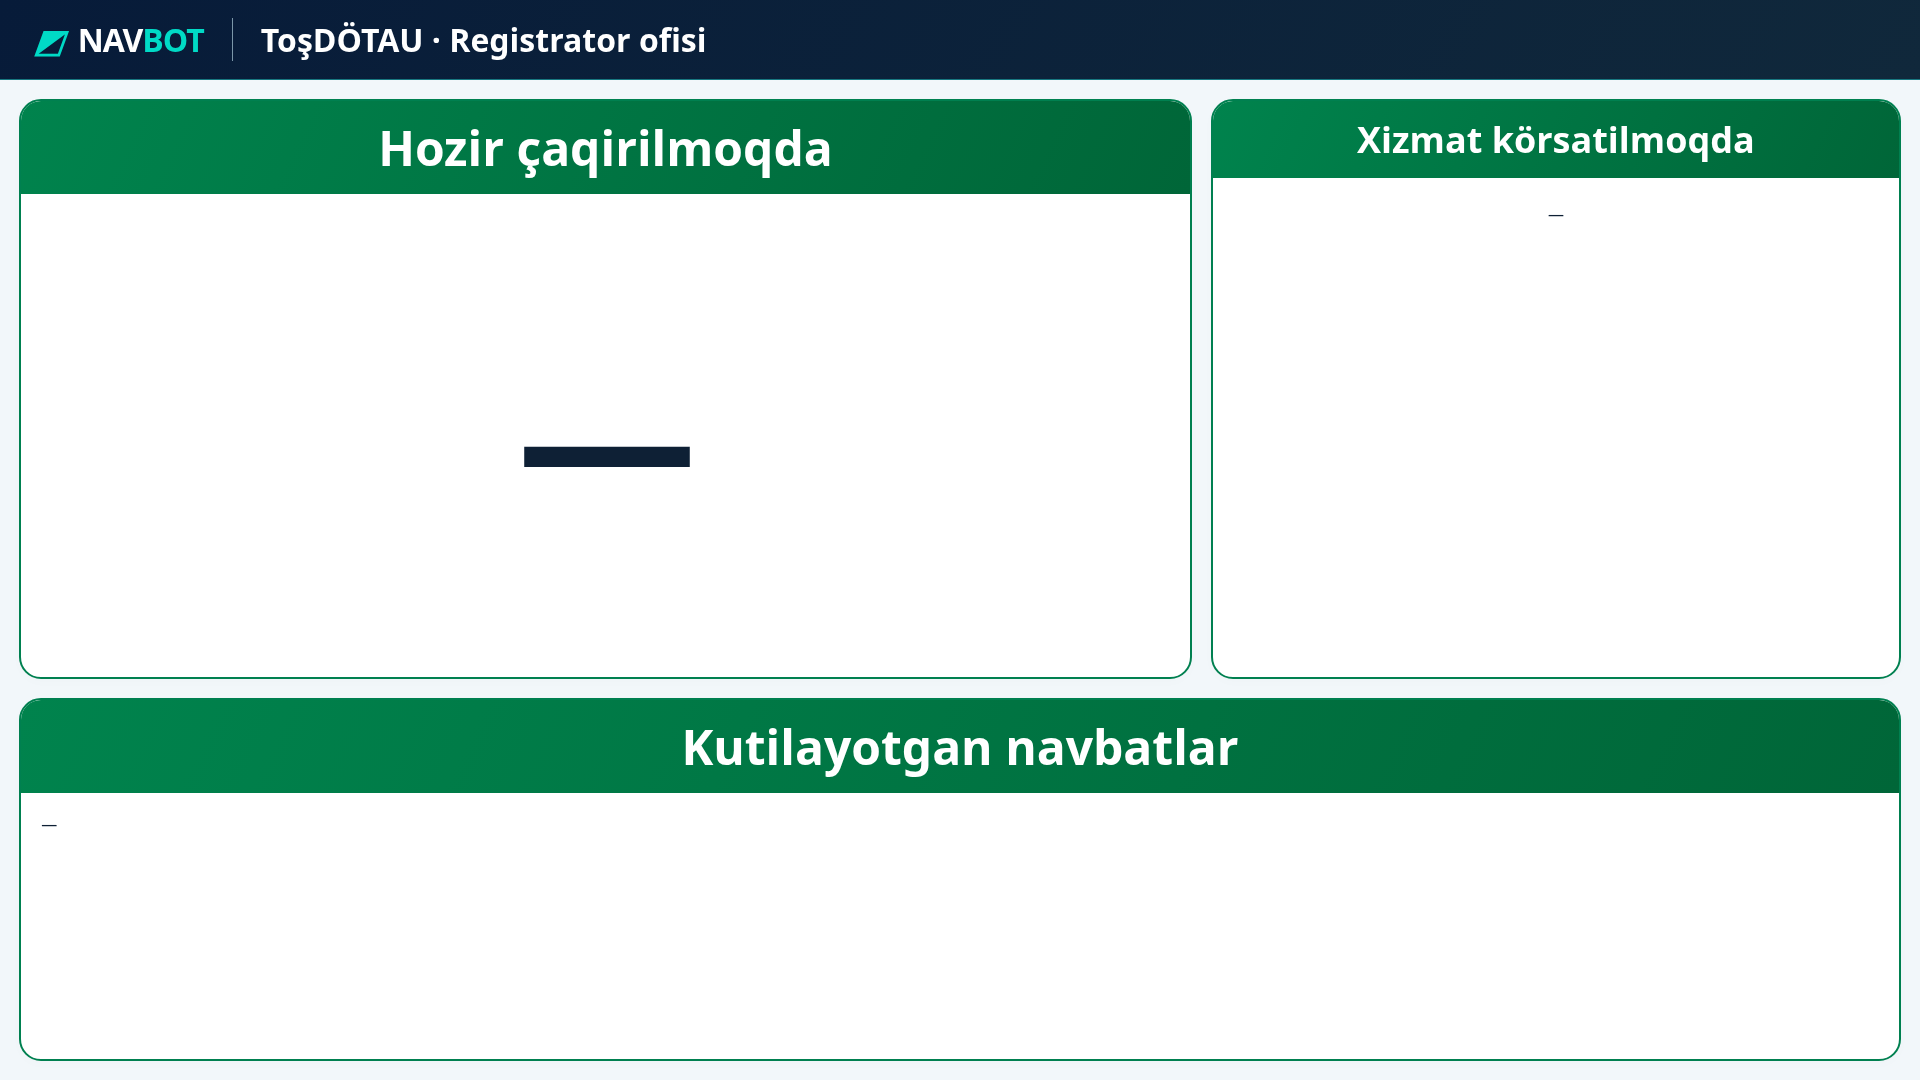 NAVBOT
ToşDÖTAU · Registrator ofisi
Hozir çaqirilmoqda
—
Xizmat körsatilmoqda
—
Kutilayotgan navbatlar
—